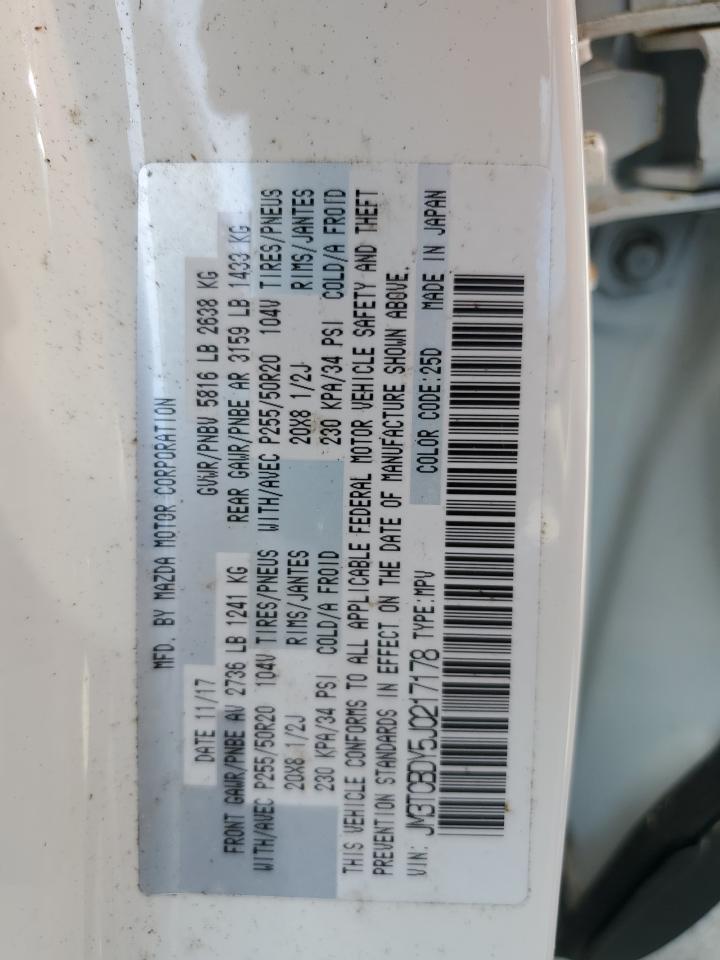 MFD. BY MAZDA MOTOR CORPORATION
DATE 11/17 GVWR/PNBV 5816 LB 2638 KG
FRONT GAWR/PNBE AV 2736 LB 1241 KG REAR GAWR/PNBE AR 3159 LB 1433 KG
WITH/AVEC P255/50R20 104V TIRES/PNEUS WITH/AVEC P255/50R20 104V TIRES/PNEUS
20X8 1/2J RIMS/JANTES 20X8 1/2J RIMS/JANTES
230 KPA/34 PSI COLD/A FROID 230 KPA/34 PSI COLD/A FROID
THIS VEHICLE CONFORMS TO ALL APPLICABLE FEDERAL MOTOR VEHICLE SAFETY AND THEFT
PREVENTION STANDARDS IN EFFECT ON THE DATE OF MANUFACTURE SHOWN ABOVE.
VIN: JM3TCBDY5J0217178 TYPE:MPV COLOR CODE:25D MADE IN JAPAN